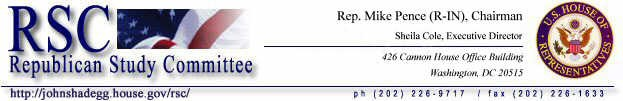 RSC
Republican Study Committee
Rep. Mike Pence (R-IN), Chairman
Sheila Cole, Executive Director
426 Cannon House Office Building
Washington, DC 20515
U.S. HOUSE OF
REPRESENTATIVES
http://johnshadegg.house.gov/rsc/
ph (202) 226-9717 / fax (202) 226-1633